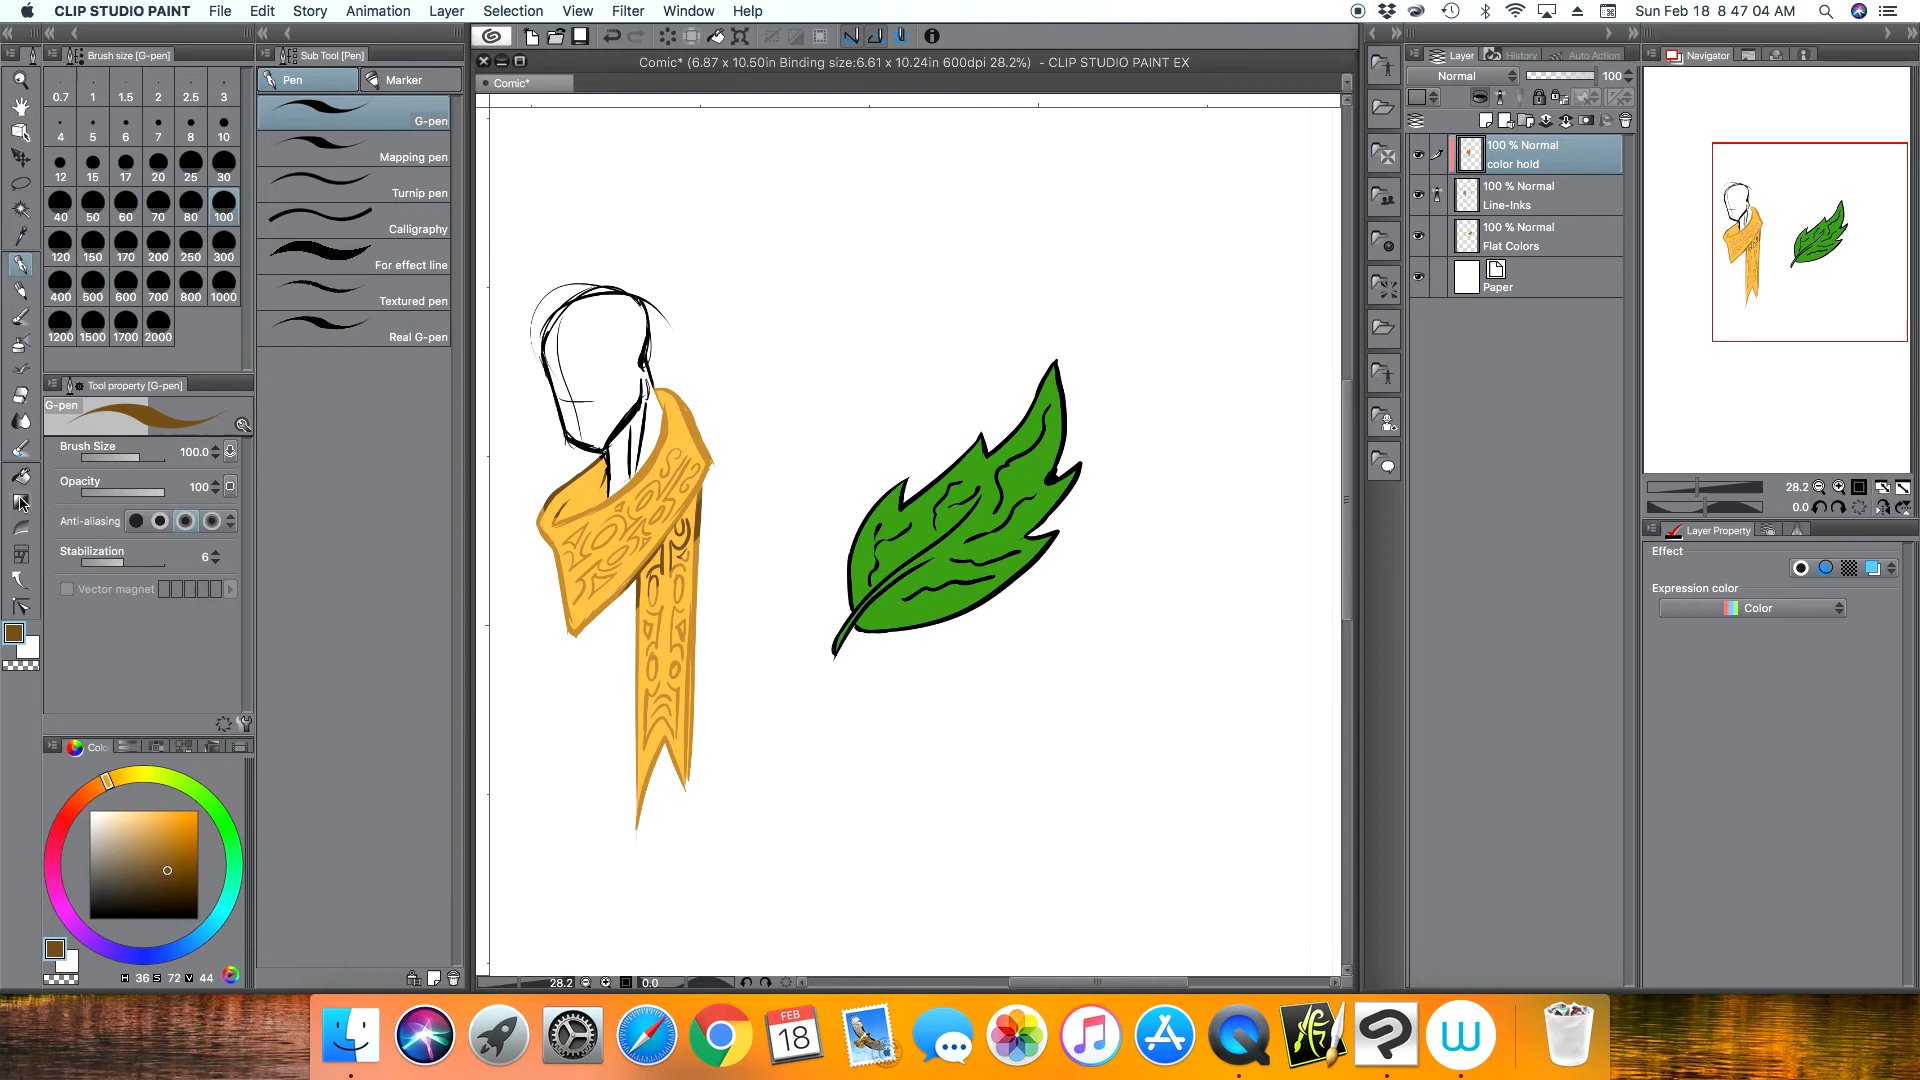 CLIP STUDIO PAINT File Edit Story Animation Layer Selection View Filter Window Help Sun Feb 18 8 47 04 AM
Brush size [G-pen]
Sub Tool [Pen]
Comic* (6.87 x 10.50in Binding size:6.61 x 10.24in 600dpi 28.2%) - CLIP STUDIO PAINT EX
Layer History Auto Action
Navigator
Pen Marker
Comic*
Normal 100
0.7 1 1.5 2 2.5 3
4 5 6 7 8 10
12 15 17 20 25 30
40 50 60 70 80 100
120 150 170 200 250 300
400 500 600 700 800 1000
1200 1500 1700 2000
G-pen
Mapping pen
Turnip pen
Calligraphy
For effect line
Textured pen
Real G-pen
100 % Normal
color hold
100 % Normal
Line-Inks
100 % Normal
Flat Colors
Paper
Tool property [G-pen]
G-pen
Brush Size 100.0
Opacity 100
Anti-aliasing
Stabilization 6
Vector magnet
28.2
0.0
Layer Property
Effect
Expression color
Color
Colo
H 36 S 72 V 44
28.2 0.0
FEB
18
W